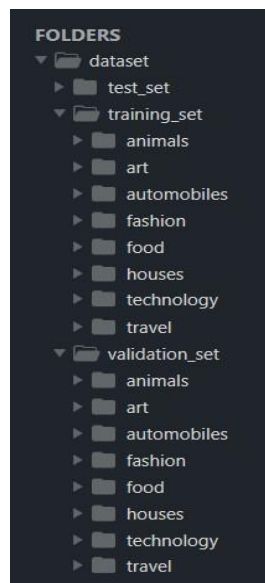 FOLDERS
dataset
test_set
training_set
animals
art
automobiles
fashion
food
houses
technology
travel
validation_set
animals
art
automobiles
fashion
food
houses
technology
travel